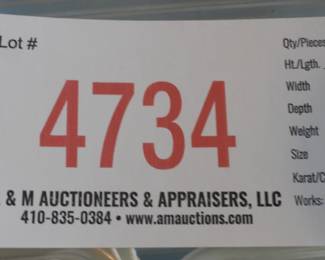 Lot #
4734
& M AUCTIONEERS & APPRAISERS, LLC
410-835-0384 • www.amauctions.com
Qty/Pieces
Ht./Lgth.
Width
Depth
Weight
Size
Karat/C
Works: